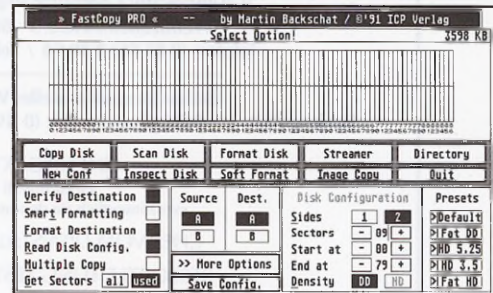 » FastCopy PRO « -- by Martin Backschat / ©'91 ICP Verlag
Select Option! 3598 KB
Copy Disk Scan Disk Format Disk Streamer Directory
New Conf Inspect Disk Soft Format Image Copy Quit
Verify Destination
Smart Formatting
Format Destination
Read Disk Config.
Multiple Copy
Get Sectors all used
Source Dest.
A A
B B
>> More Options
Save Config.
Disk Configuration
Sides 1 2
Sectors - 09 +
Start at - 00 +
End at - 79 +
Density DD HD
Presets
>Default
>Fat DD
>HD 5.25
>HD 3.5
>Fat HD